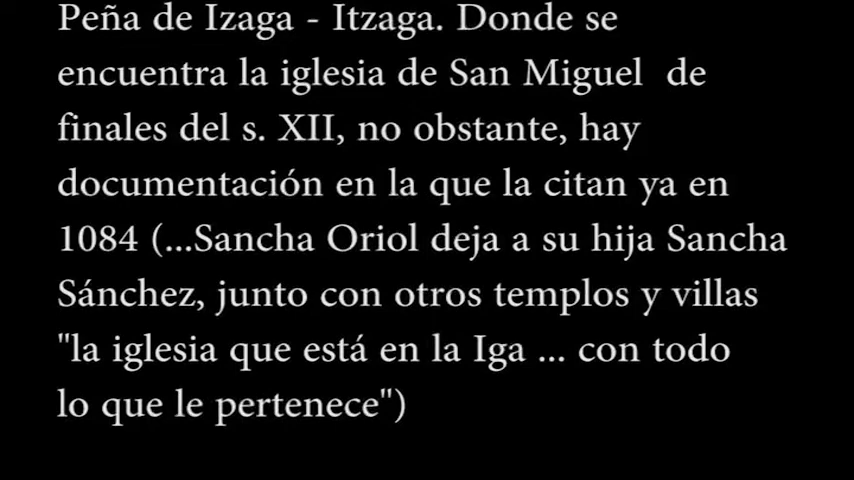 Peña de Izaga - Itzaga. Donde se
encuentra la iglesia de San Miguel  de
finales del s. XII, no obstante, hay
documentación en la que la citan ya en
1084 (...Sancha Oriol deja a su hija Sancha
Sánchez, junto con otros templos y villas
"la iglesia que está en la Iga ... con todo
lo que le pertenece")